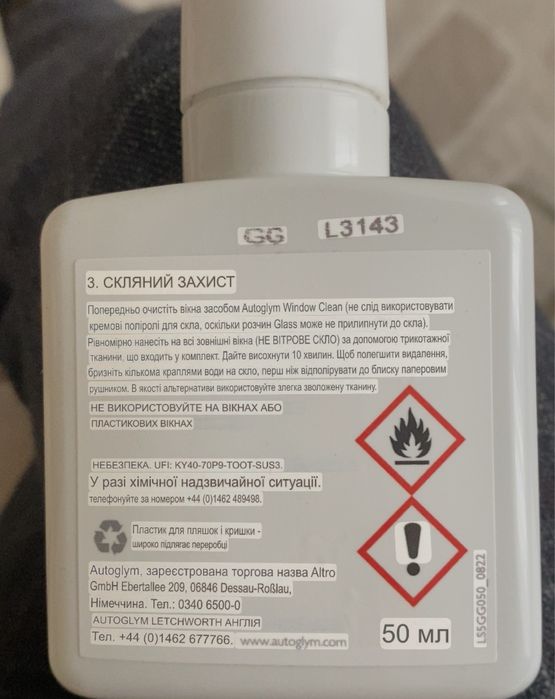 GG L3143
3. СКЛЯНИЙ ЗАХИСТ
Попередньо очистіть вікна засобом Autoglym Window Clean (не слід використовувати
кремові поліролі для скла, оскільки розчин Glass може не прилипнути до скла).
Рівномірно нанесіть на всі зовнішні вікна (НЕ ВІТРОВЕ СКЛО) за допомогою трикотажної
тканини, що входить у комплект. Дайте висохнути 10 хвилин. Щоб полегшити видалення,
бризніть кількома краплями води на скло, перш ніж відполірувати до блиску паперовим
рушником. В якості альтернативи використовуйте злегка зволожену тканину.
НЕ ВИКОРИСТОВУЙТЕ НА ВІКНАХ АБО
ПЛАСТИКОВИХ ВІКНАХ
НЕБЕЗПЕКА. UFI: KY40-70P9-TOOT-SUS3.
У разі хімічної надзвичайної ситуації.
телефонуйте за номером +44 (0)1462 489498.
Пластик для пляшок і кришки -
широко підлягає переробці
Autoglym, зареєстрована торгова назва Altro
GmbH Ebertallee 209, 06846 Dessau-Roßlau,
Німеччина. Тел.: 0340 6500-0
AUTOGLYM LETCHWORTH АНГЛІЯ
Тел. +44 (0)1462 677766. www.autoglym.com
50 мл
LS5GG050_0822